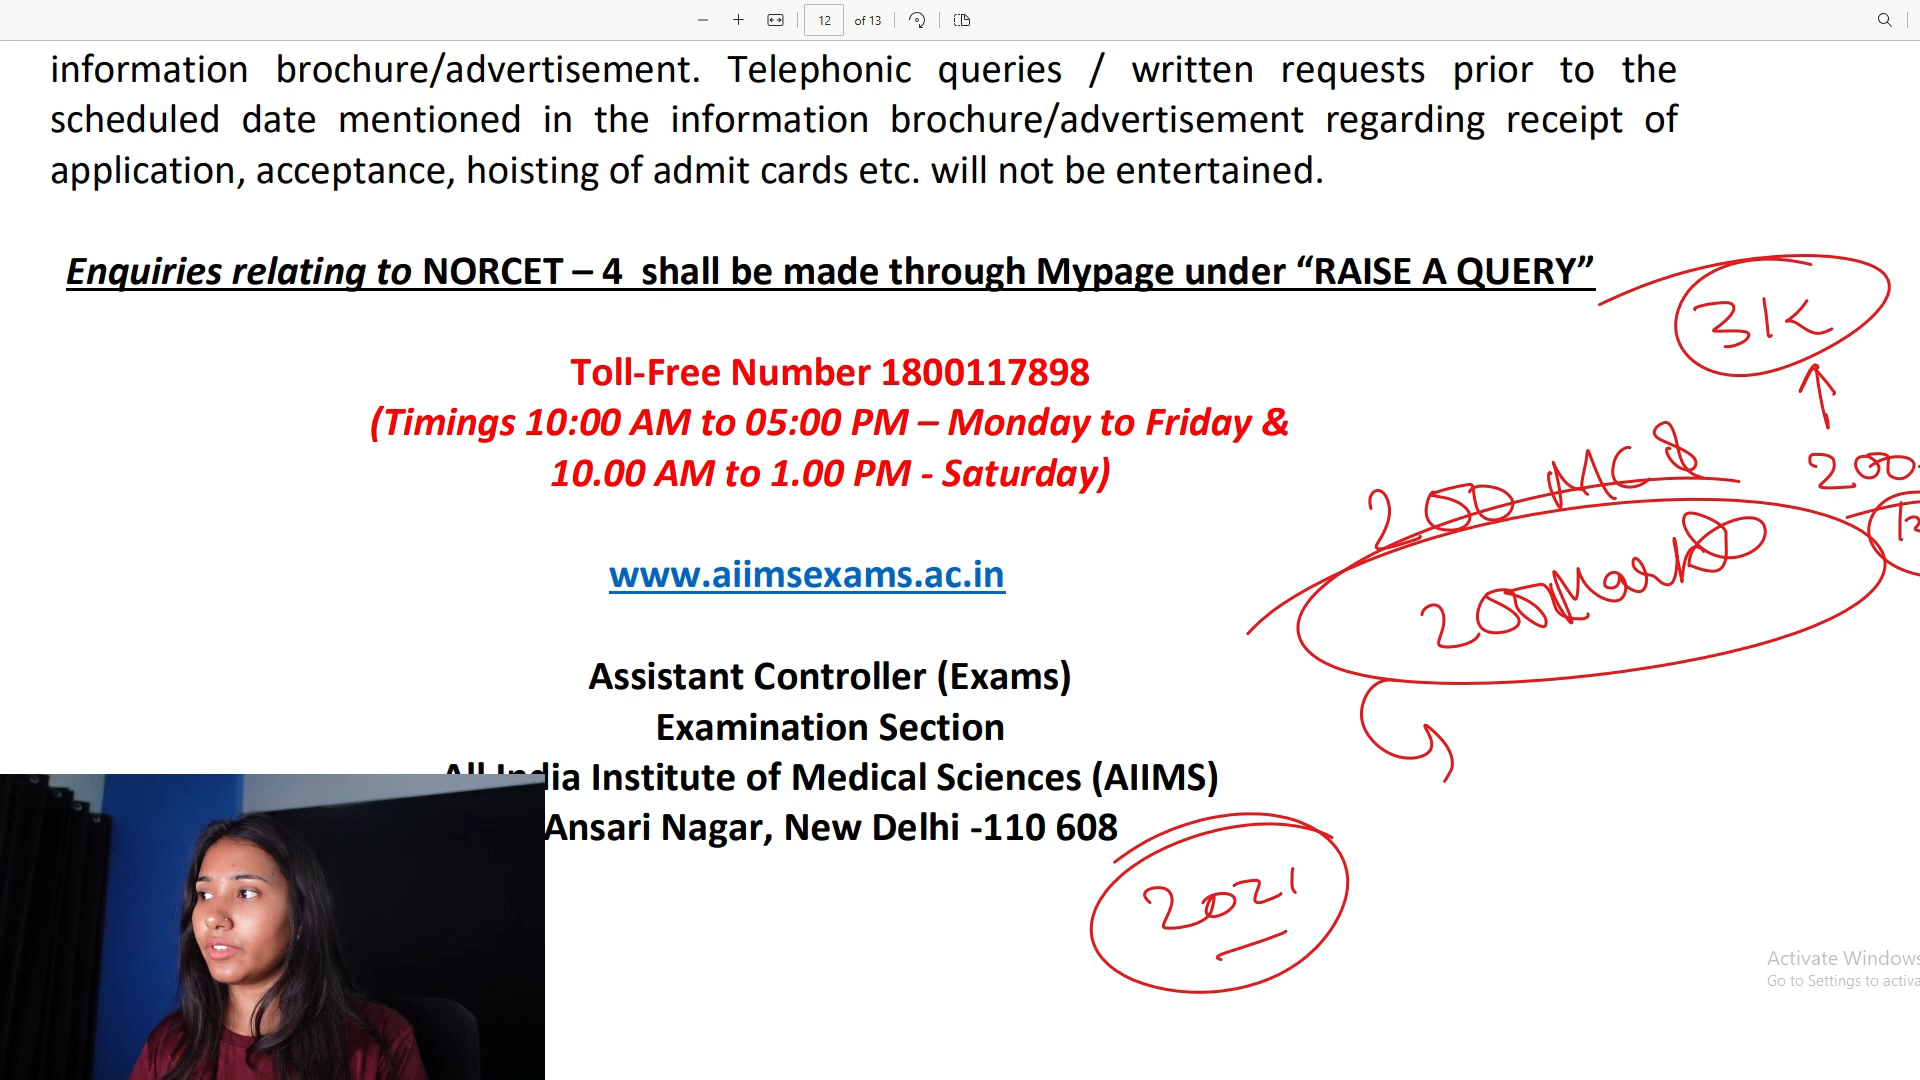 12 of 13
information brochure/advertisement. Telephonic queries / written requests prior to the
scheduled date mentioned in the information brochure/advertisement regarding receipt of
application, acceptance, hoisting of admit cards etc. will not be entertained.
Enquiries relating to NORCET – 4 shall be made through Mypage under “RAISE A QUERY”
3K
Toll-Free Number 1800117898
(Timings 10:00 AM to 05:00 PM – Monday to Friday &
10.00 AM to 1.00 PM - Saturday)
200 MCQ
200
200 Marks
www.aiimsexams.ac.in
Assistant Controller (Exams)
Examination Section
India Institute of Medical Sciences (AIIMS)
Ansari Nagar, New Delhi -110 608
2021
Activate Windows
Go to Settings to activa